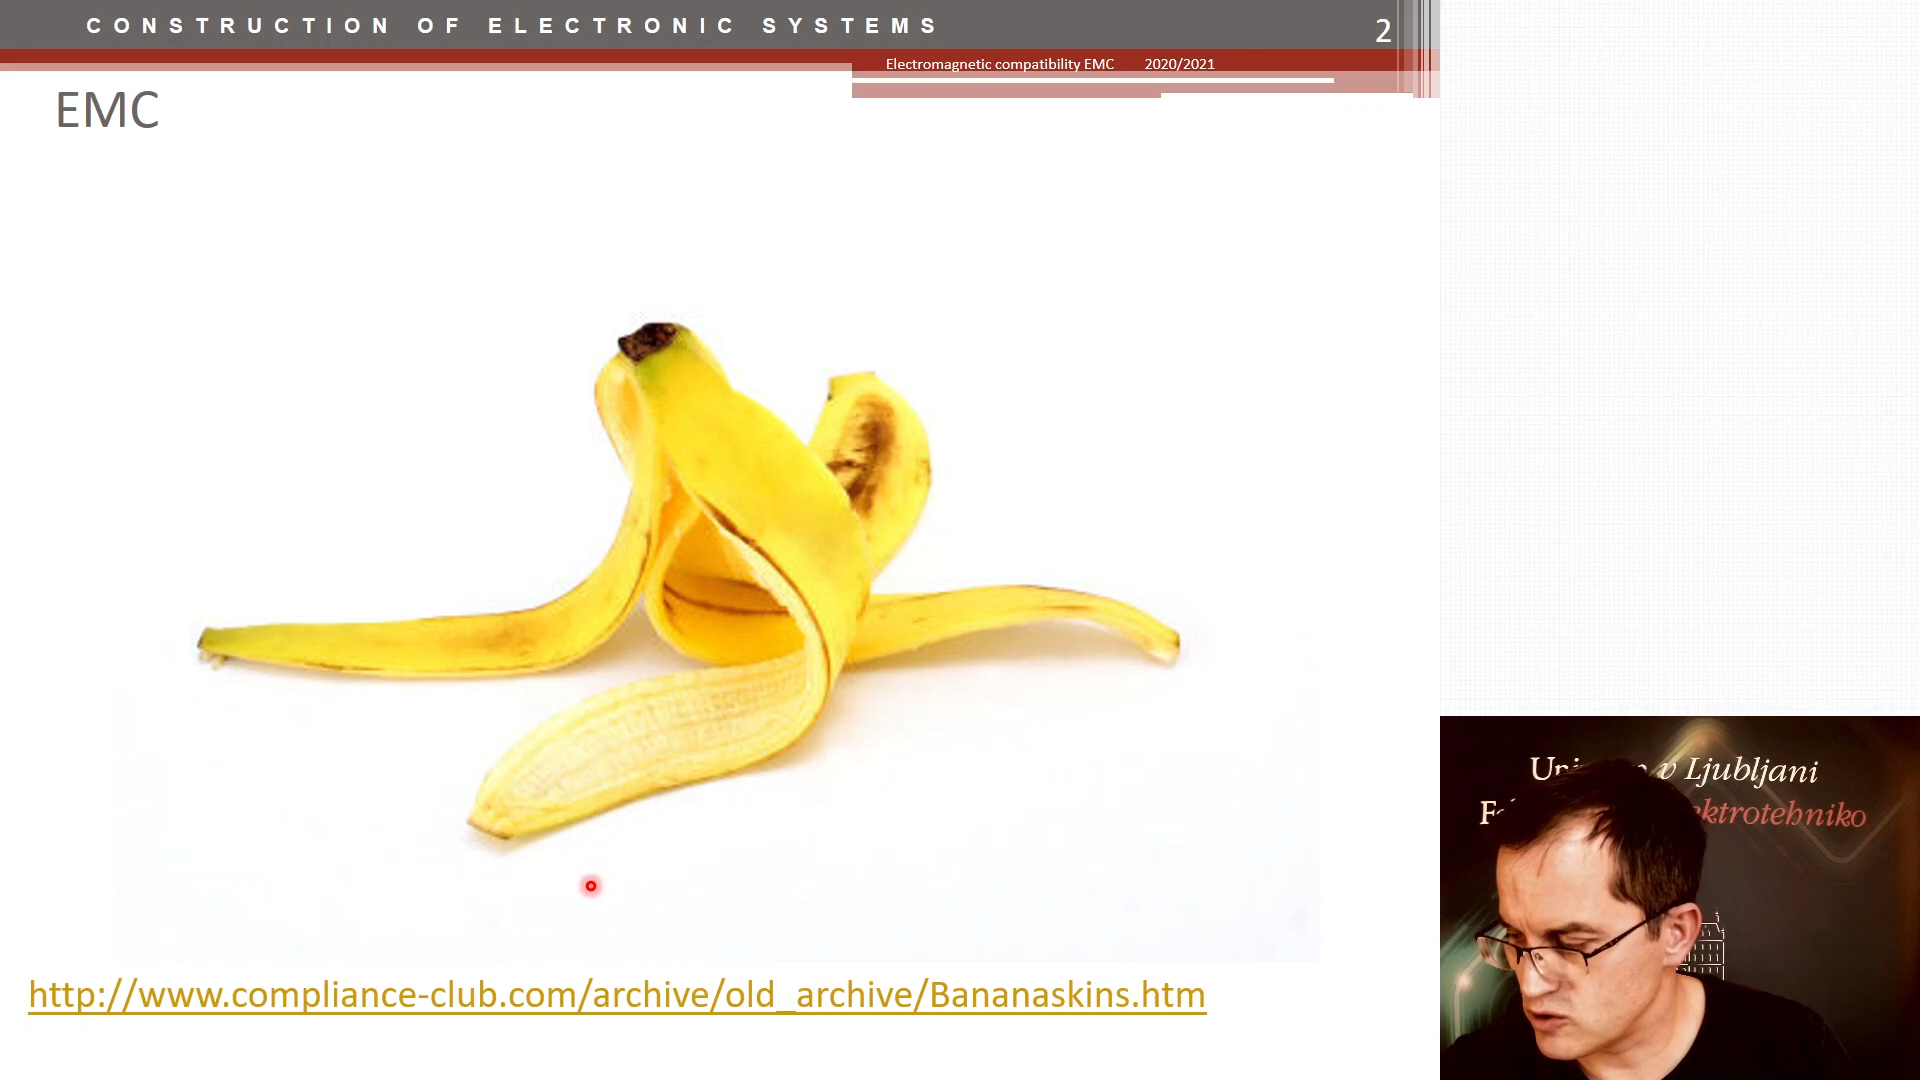 CONSTRUCTION OF ELECTRONIC SYSTEMS
2
Electromagnetic compatibility EMC 2020/2021
EMC
http://www.compliance-club.com/archive/old_archive/Bananaskins.htm
v Ljubljani